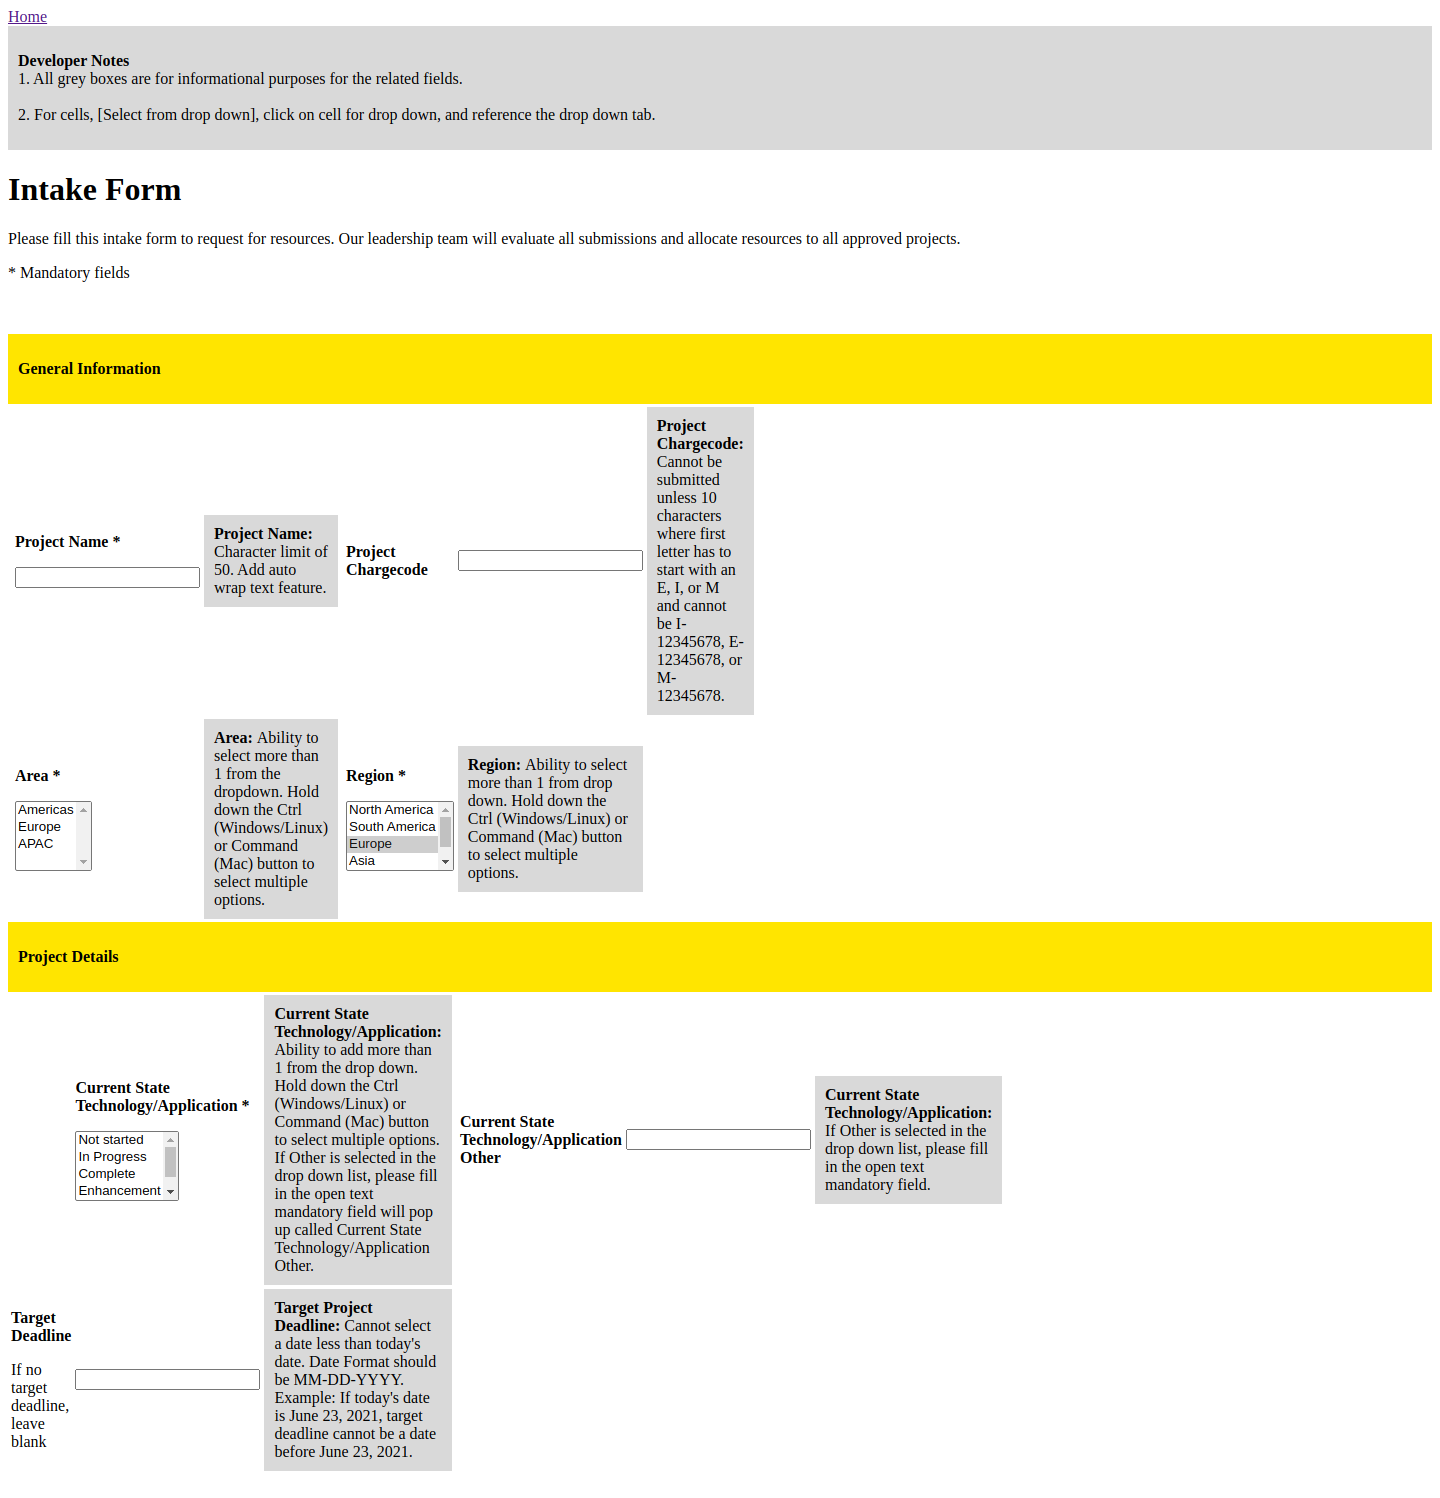 Home
Developer Notes
1. All grey boxes are for informational purposes for the related fields.
2. For cells, [Select from drop down], click on cell for drop down, and reference the drop down tab.
Intake Form
Please fill this intake form to request for resources. Our leadership team will evaluate all submissions and allocate resources to all approved projects.
* Mandatory fields
General Information
Project Name *
Project Name:
Character limit of
50. Add auto
wrap text feature.
Project
Chargecode
Project
Chargecode:
Cannot be
submitted
unless 10
characters
where first
letter has to
start with an
E, I, or M
and cannot
be I-
12345678, E-
12345678, or
M-
12345678.
Area *
Americas
Europe
APAC
Area: Ability to
select more than
1 from the
dropdown. Hold
down the Ctrl
(Windows/Linux)
or Command
(Mac) button to
select multiple
options.
Region *
North America
South America
Europe
Asia
Region: Ability to select
more than 1 from drop
down. Hold down the
Ctrl (Windows/Linux) or
Command (Mac) button
to select multiple
options.
Project Details
Current State
Technology/Application *
Not started
In Progress
Complete
Enhancement
Current State
Technology/Application:
Ability to add more than
1 from the drop down.
Hold down the Ctrl
(Windows/Linux) or
Command (Mac) button
to select multiple options.
If Other is selected in the
drop down list, please fill
in the open text
mandatory field will pop
up called Current State
Technology/Application
Other.
Current State
Technology/Application
Other
Current State
Technology/Application:
If Other is selected in the
drop down list, please fill
in the open text
mandatory field.
Target
Deadline
If no
target
deadline,
leave
blank
Target Project
Deadline: Cannot select
a date less than today's
date. Date Format should
be MM-DD-YYYY.
Example: If today's date
is June 23, 2021, target
deadline cannot be a date
before June 23, 2021.